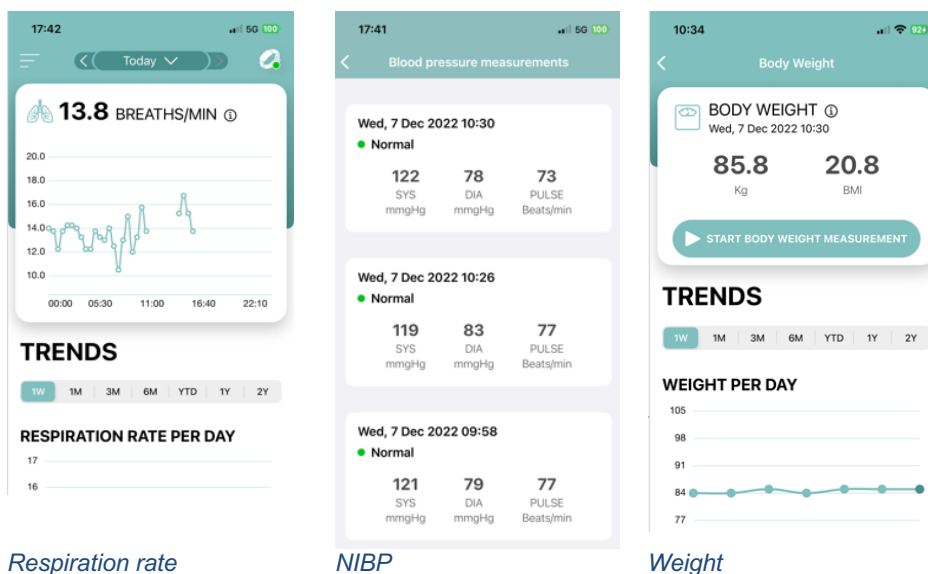 17:42
5G 100
Today
13.8 BREATHS/MIN
20.0
18.0
16.0
14.0
12.0
10.0
00:00 05:30 11:00 16:40 22:10
TRENDS
1W 1M 3M 6M YTD 1Y 2Y
RESPIRATION RATE PER DAY
17
16
Respiration rate
17:41
5G 100
Blood pressure measurements
Wed, 7 Dec 2022 10:30
Normal
122 78 73
SYS DIA PULSE
mmgHg mmgHg Beats/min
Wed, 7 Dec 2022 10:26
Normal
119 83 77
SYS DIA PULSE
mmgHg mmgHg Beats/min
Wed, 7 Dec 2022 09:58
Normal
121 79 77
SYS DIA PULSE
mmgHg mmgHg Beats/min
NIBP
10:34
92
Body Weight
BODY WEIGHT
Wed, 7 Dec 2022 10:30
85.8 20.8
Kg BMI
START BODY WEIGHT MEASUREMENT
TRENDS
1W 1M 3M 6M YTD 1Y 2Y
WEIGHT PER DAY
105
98
91
84
77
Weight